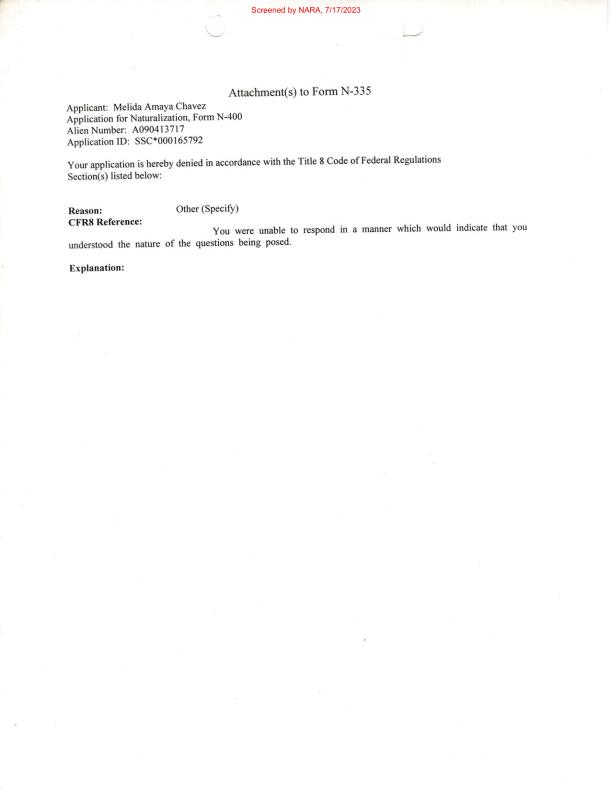 Screened by NARA, 7/17/2023
Attachment(s) to Form N-335
Applicant: Melida Amaya Chavez
Application for Naturalization, Form N-400
Alien Number: A090413717
Application ID: SSC*000165792
Your application is hereby denied in accordance with the Title 8 Code of Federal Regulations
Section(s) listed below:
Reason: Other (Specify)
CFR8 Reference:
You were unable to respond in a manner which would indicate that you
understood the nature of the questions being posed.
Explanation: